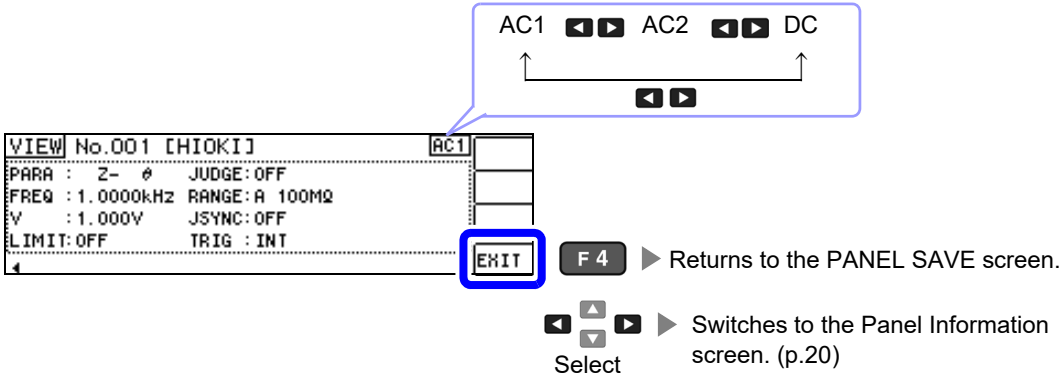 AC1 AC2 DC
VIEW No.001 [HIOKI] AC1
PARA : Z- θ JUDGE:OFF
FREQ :1.0000kHz RANGE:A 100MΩ
V :1.000V JSYNC:OFF
LIMIT:OFF TRIG :INT
EXIT
F 4 Returns to the PANEL SAVE screen.
Switches to the Panel Information
screen. (p.20)
Select